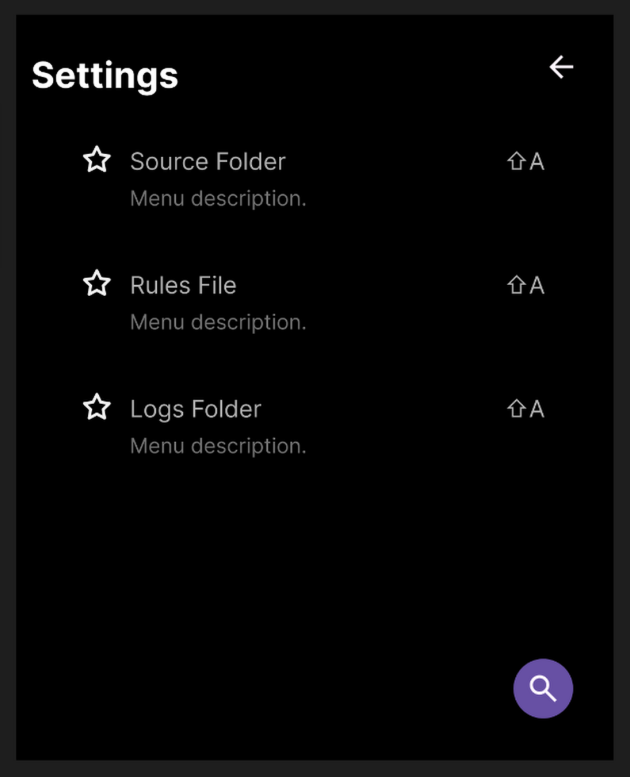 Settings
Source Folder ⇧A
Menu description.
Rules File ⇧A
Menu description.
Logs Folder ⇧A
Menu description.